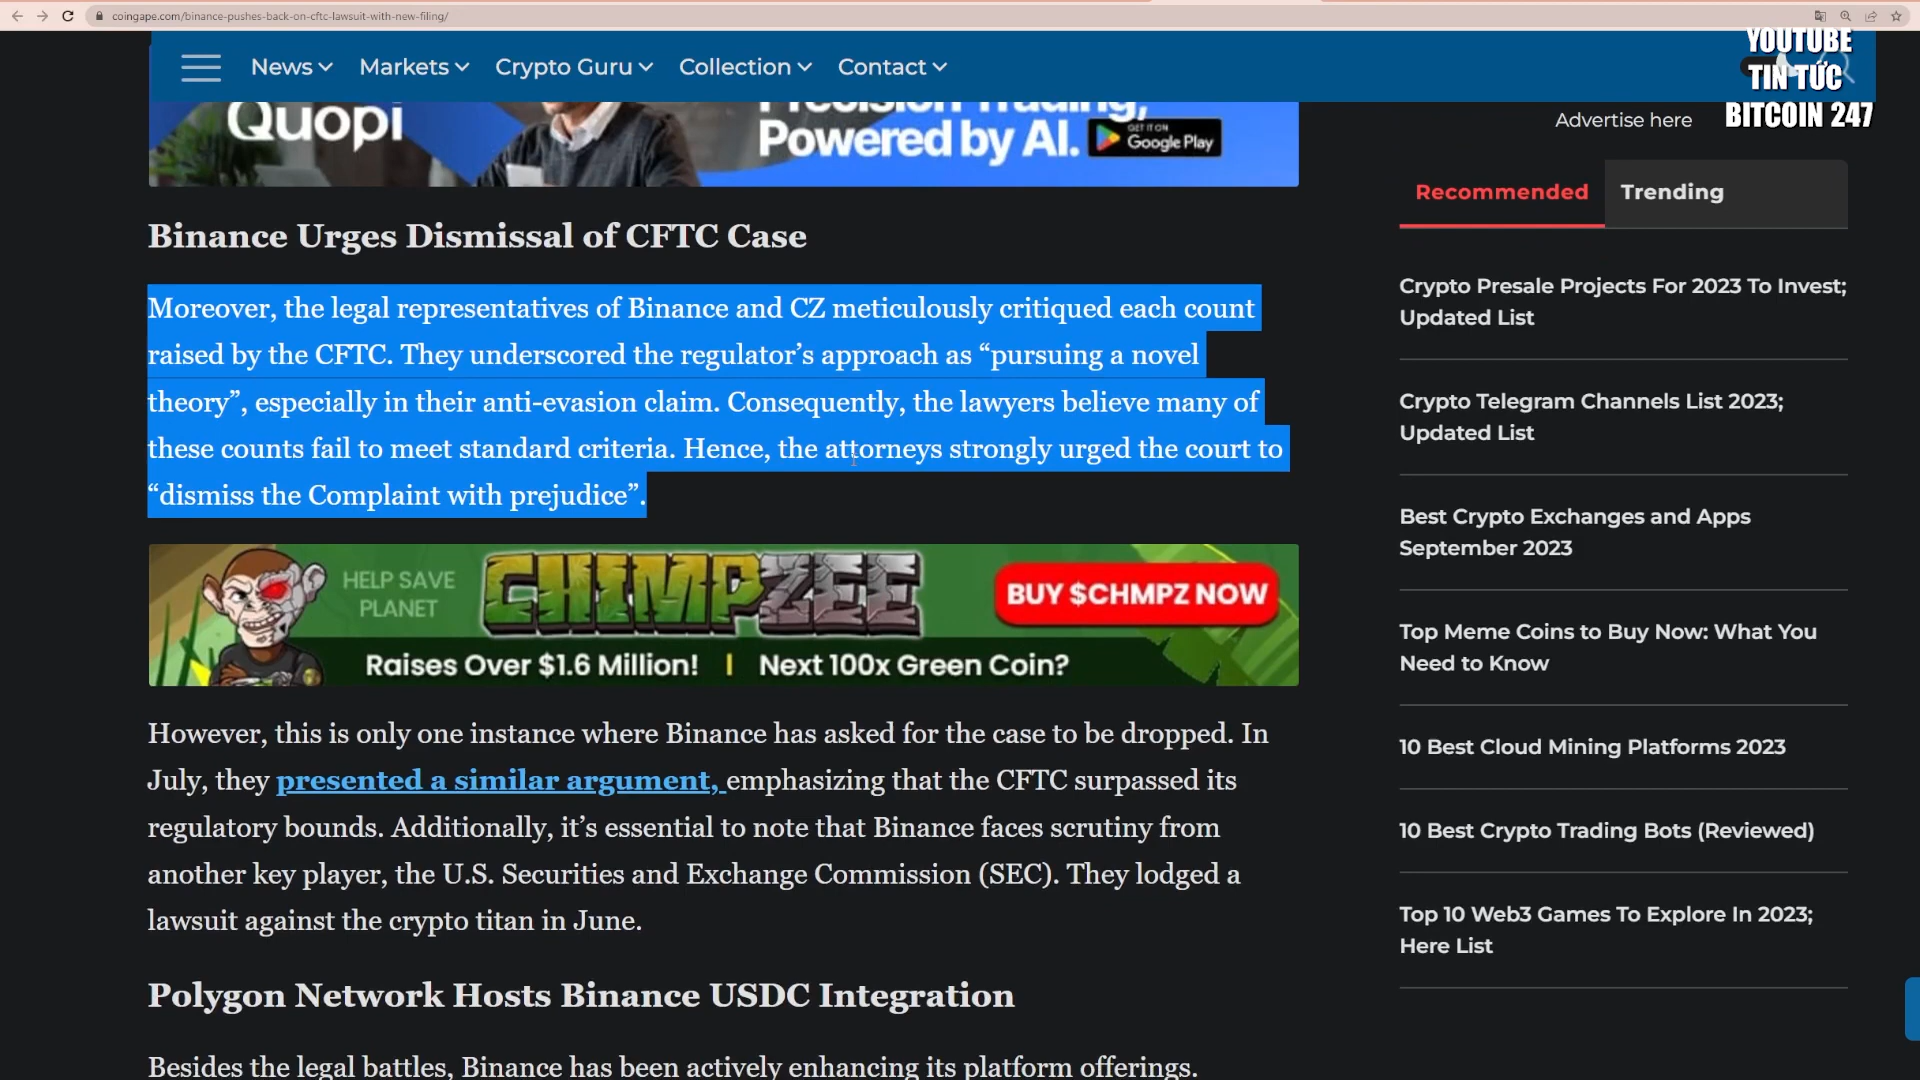 coingape.com/binance-pushes-back-on-cftc-lawsuit-with-new-filing/
News
Markets
Crypto Guru
Collection
Contact
YOUTUBE
TIN TỨC
BITCOIN 247
Quopi
Precision Trading,
Powered by AI.
GET IT ON
Google Play
Advertise here
Recommended
Trending
Binance Urges Dismissal of CFTC Case
Moreover, the legal representatives of Binance and CZ meticulously critiqued each count
raised by the CFTC. They underscored the regulator’s approach as “pursuing a novel
theory”, especially in their anti-evasion claim. Consequently, the lawyers believe many of
these counts fail to meet standard criteria. Hence, the attorneys strongly urged the court to
“dismiss the Complaint with prejudice”.
HELP SAVE
PLANET
CHIMPZEE
BUY $CHMPZ NOW
Raises Over $1.6 Million! | Next 100x Green Coin?
However, this is only one instance where Binance has asked for the case to be dropped. In
July, they presented a similar argument, emphasizing that the CFTC surpassed its
regulatory bounds. Additionally, it’s essential to note that Binance faces scrutiny from
another key player, the U.S. Securities and Exchange Commission (SEC). They lodged a
lawsuit against the crypto titan in June.
Polygon Network Hosts Binance USDC Integration
Besides the legal battles, Binance has been actively enhancing its platform offerings.
Crypto Presale Projects For 2023 To Invest;
Updated List
Crypto Telegram Channels List 2023;
Updated List
Best Crypto Exchanges and Apps
September 2023
Top Meme Coins to Buy Now: What You
Need to Know
10 Best Cloud Mining Platforms 2023
10 Best Crypto Trading Bots (Reviewed)
Top 10 Web3 Games To Explore In 2023;
Here List